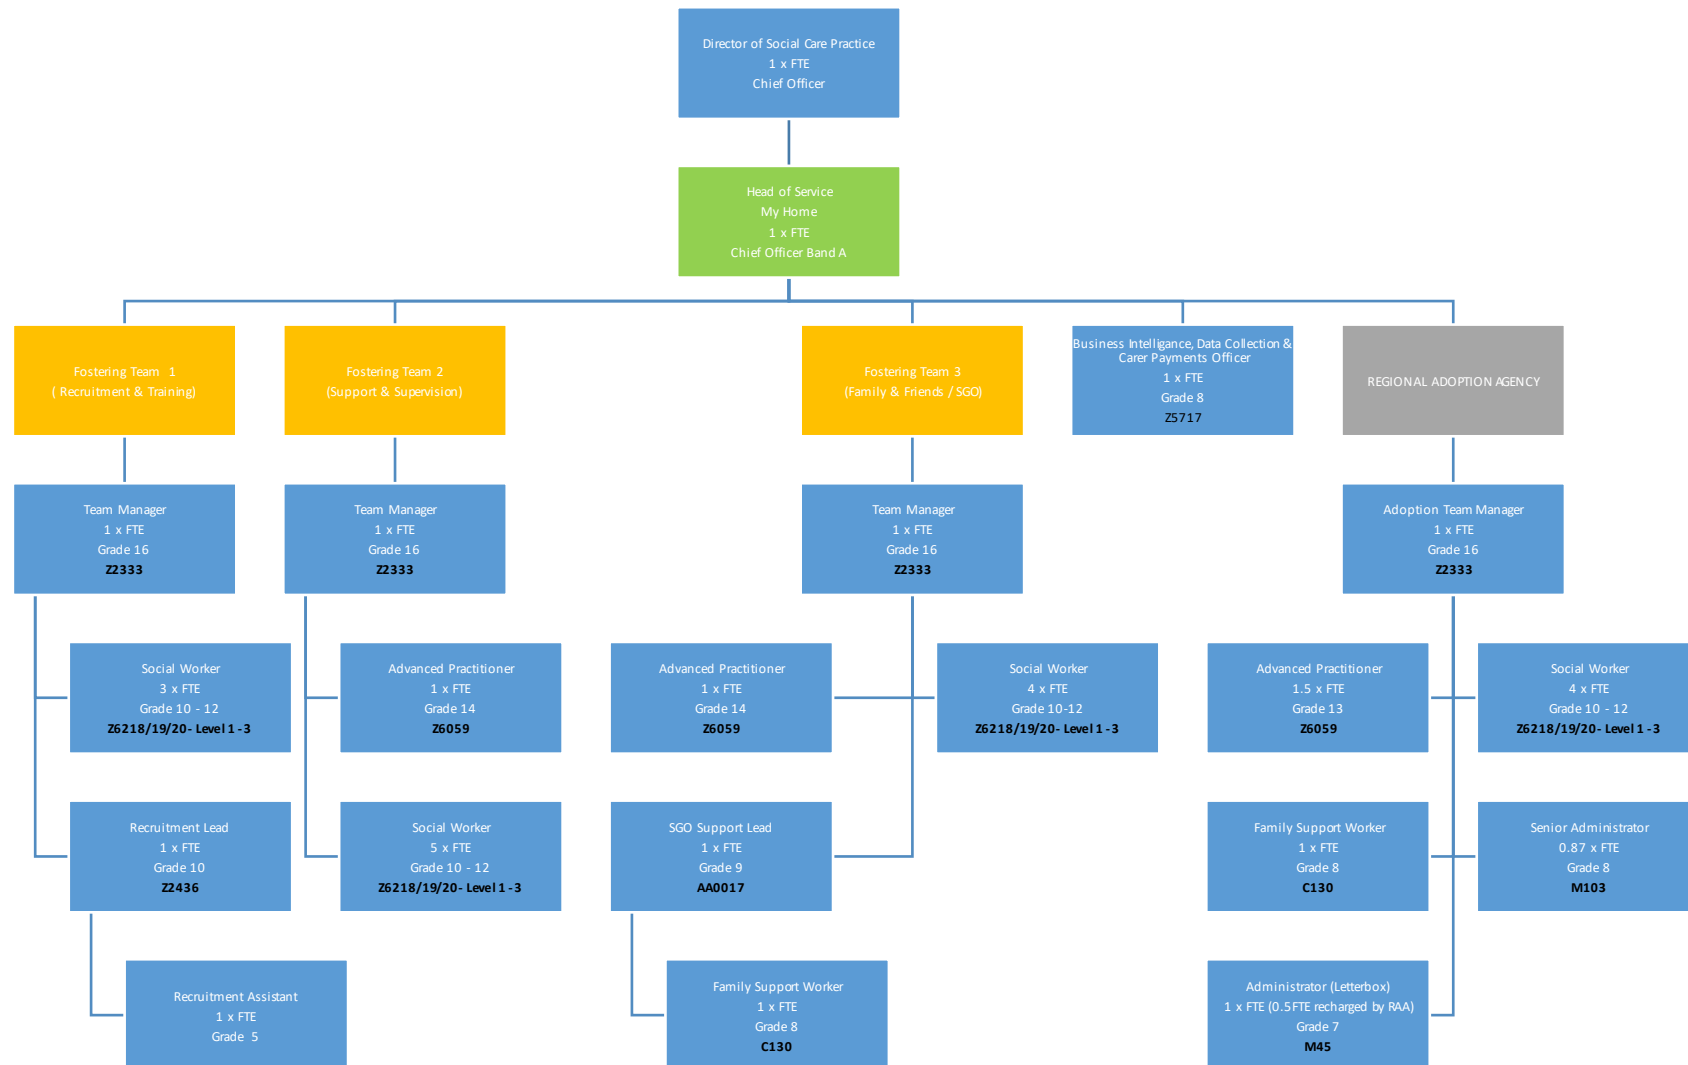 Director of Social Care Practice
1 x FTE
Chief Officer
Head of Service
My Home
1 x FTE
Chief Officer Band A
Fostering Team 1
( Recruitment & Training)
Fostering Team 2
(Support & Supervision)
Fostering Team 3
(Family & Friends / SGO)
Business Intelligance, Data Collection &
Carer Payments Officer
1 x FTE
Grade 8
Z5717
REGIONAL ADOPTION AGENCY
Team Manager
1 x FTE
Grade 16
Z2333
Team Manager
1 x FTE
Grade 16
Z2333
Team Manager
1 x FTE
Grade 16
Z2333
Adoption Team Manager
1 x FTE
Grade 16
Z2333
Social Worker
3 x FTE
Grade 10 - 12
Z6218/19/20- Level 1 -3
Advanced Practitioner
1 x FTE
Grade 14
Z6059
Advanced Practitioner
1 x FTE
Grade 14
Z6059
Social Worker
4 x FTE
Grade 10-12
Z6218/19/20- Level 1 -3
Advanced Practitioner
1.5 x FTE
Grade 13
Z6059
Social Worker
4 x FTE
Grade 10 - 12
Z6218/19/20- Level 1 -3
Recruitment Lead
1 x FTE
Grade 10
Z2436
Social Worker
5 x FTE
Grade 10 - 12
Z6218/19/20- Level 1 -3
SGO Support Lead
1 x FTE
Grade 9
AA0017
Family Support Worker
1 x FTE
Grade 8
C130
Senior Administrator
0.87 x FTE
Grade 8
M103
Recruitment Assistant
1 x FTE
Grade 5
Family Support Worker
1 x FTE
Grade 8
C130
Administrator (Letterbox)
1 x FTE (0.5FTE recharged by RAA)
Grade 7
M45